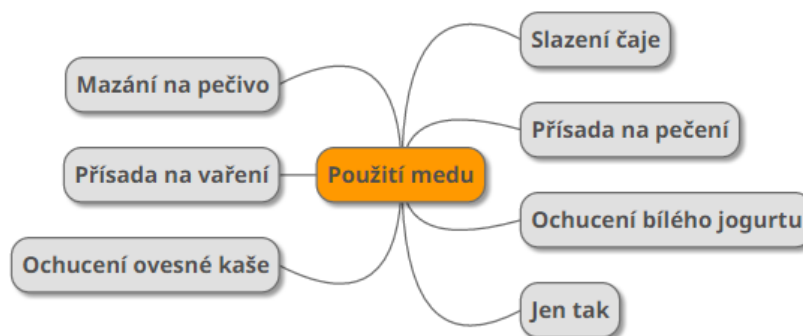 Použití medu
Mazání na pečivo
Přísada na vaření
Ochucení ovesné kaše
Slazení čaje
Přísada na pečení
Ochucení bílého jogurtu
Jen tak